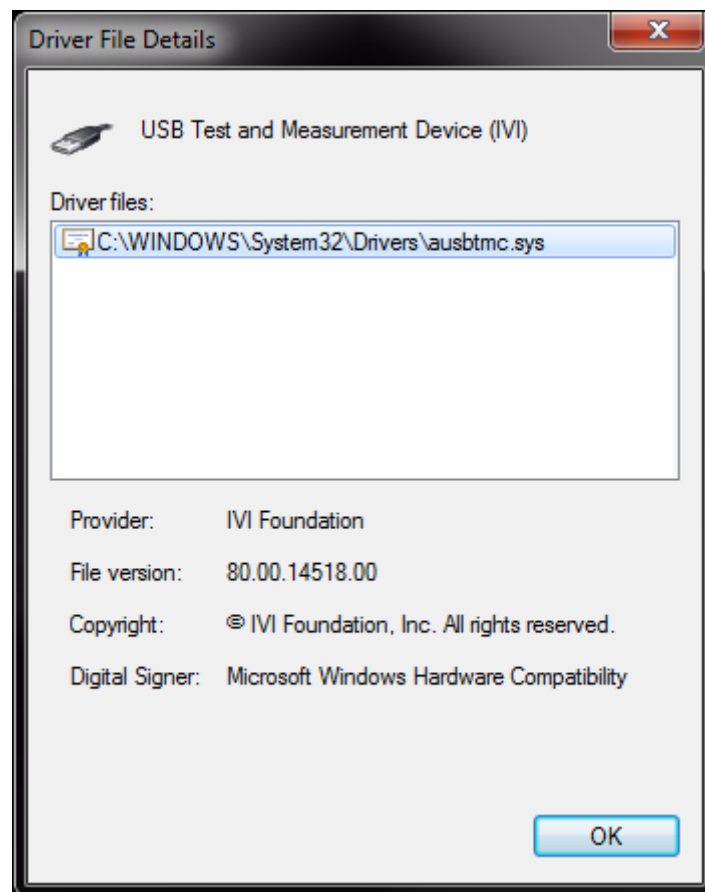 Driver File Details
USB Test and Measurement Device (IVI)
Driver files:
C:\WINDOWS\System32\Drivers\ausbtmc.sys
Provider: IVI Foundation
File version: 80.00.14518.00
Copyright: © IVI Foundation, Inc. All rights reserved.
Digital Signer: Microsoft Windows Hardware Compatibility
OK